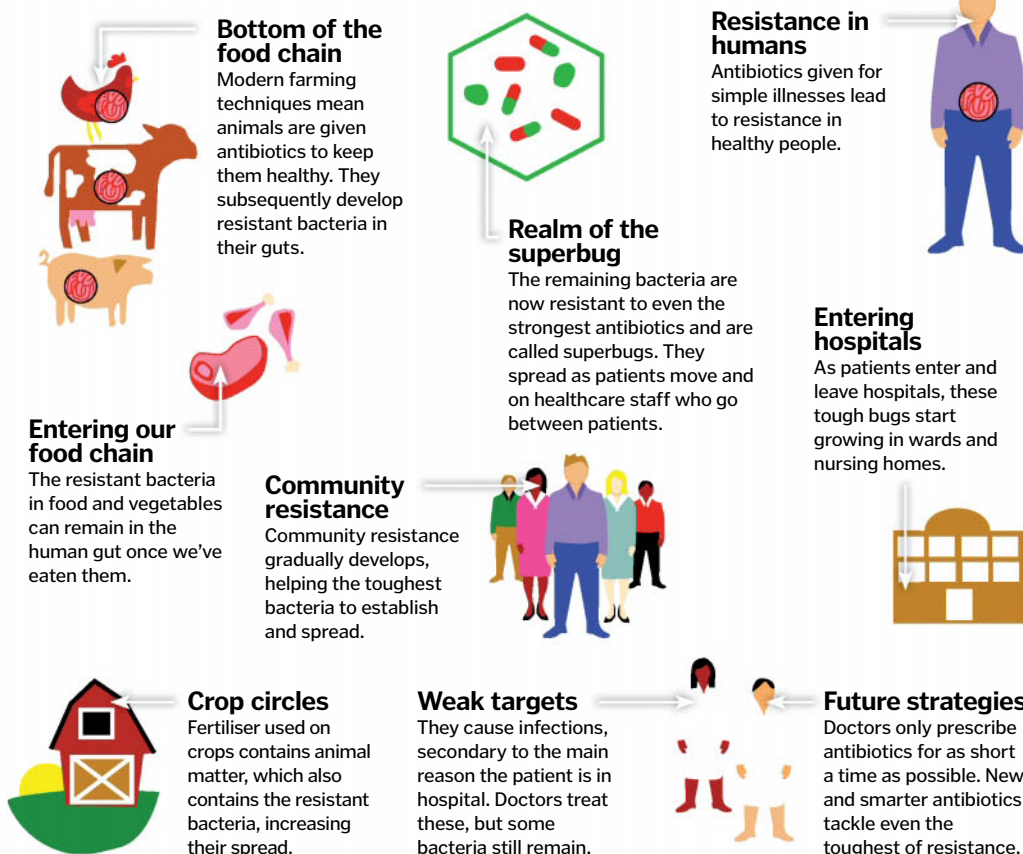 Bottom of the
food chain
Modern farming
techniques mean
animals are given
antibiotics to keep
them healthy. They
subsequently develop
resistant bacteria in
their guts.
Resistance in
humans
Antibiotics given for
simple illnesses lead
to resistance in
healthy people.
Realm of the
superbug
The remaining bacteria are
now resistant to even the
strongest antibiotics and are
called superbugs. They
spread as patients move and
on healthcare staff who go
between patients.
Entering
hospitals
As patients enter and
leave hospitals, these
tough bugs start
growing in wards and
nursing homes.
Entering our
food chain
The resistant bacteria
in food and vegetables
can remain in the
human gut once we've
eaten them.
Community
resistance
Community resistance
gradually develops,
helping the toughest
bacteria to establish
and spread.
Crop circles
Fertiliser used on
crops contains animal
matter, which also
contains the resistant
bacteria, increasing
their spread.
Weak targets
They cause infections,
secondary to the main
reason the patient is in
hospital. Doctors treat
these, but some
bacteria still remain.
Future strategies
Doctors only prescribe
antibiotics for as short
a time as possible. New
and smarter antibiotics
tackle even the
toughest of resistance.